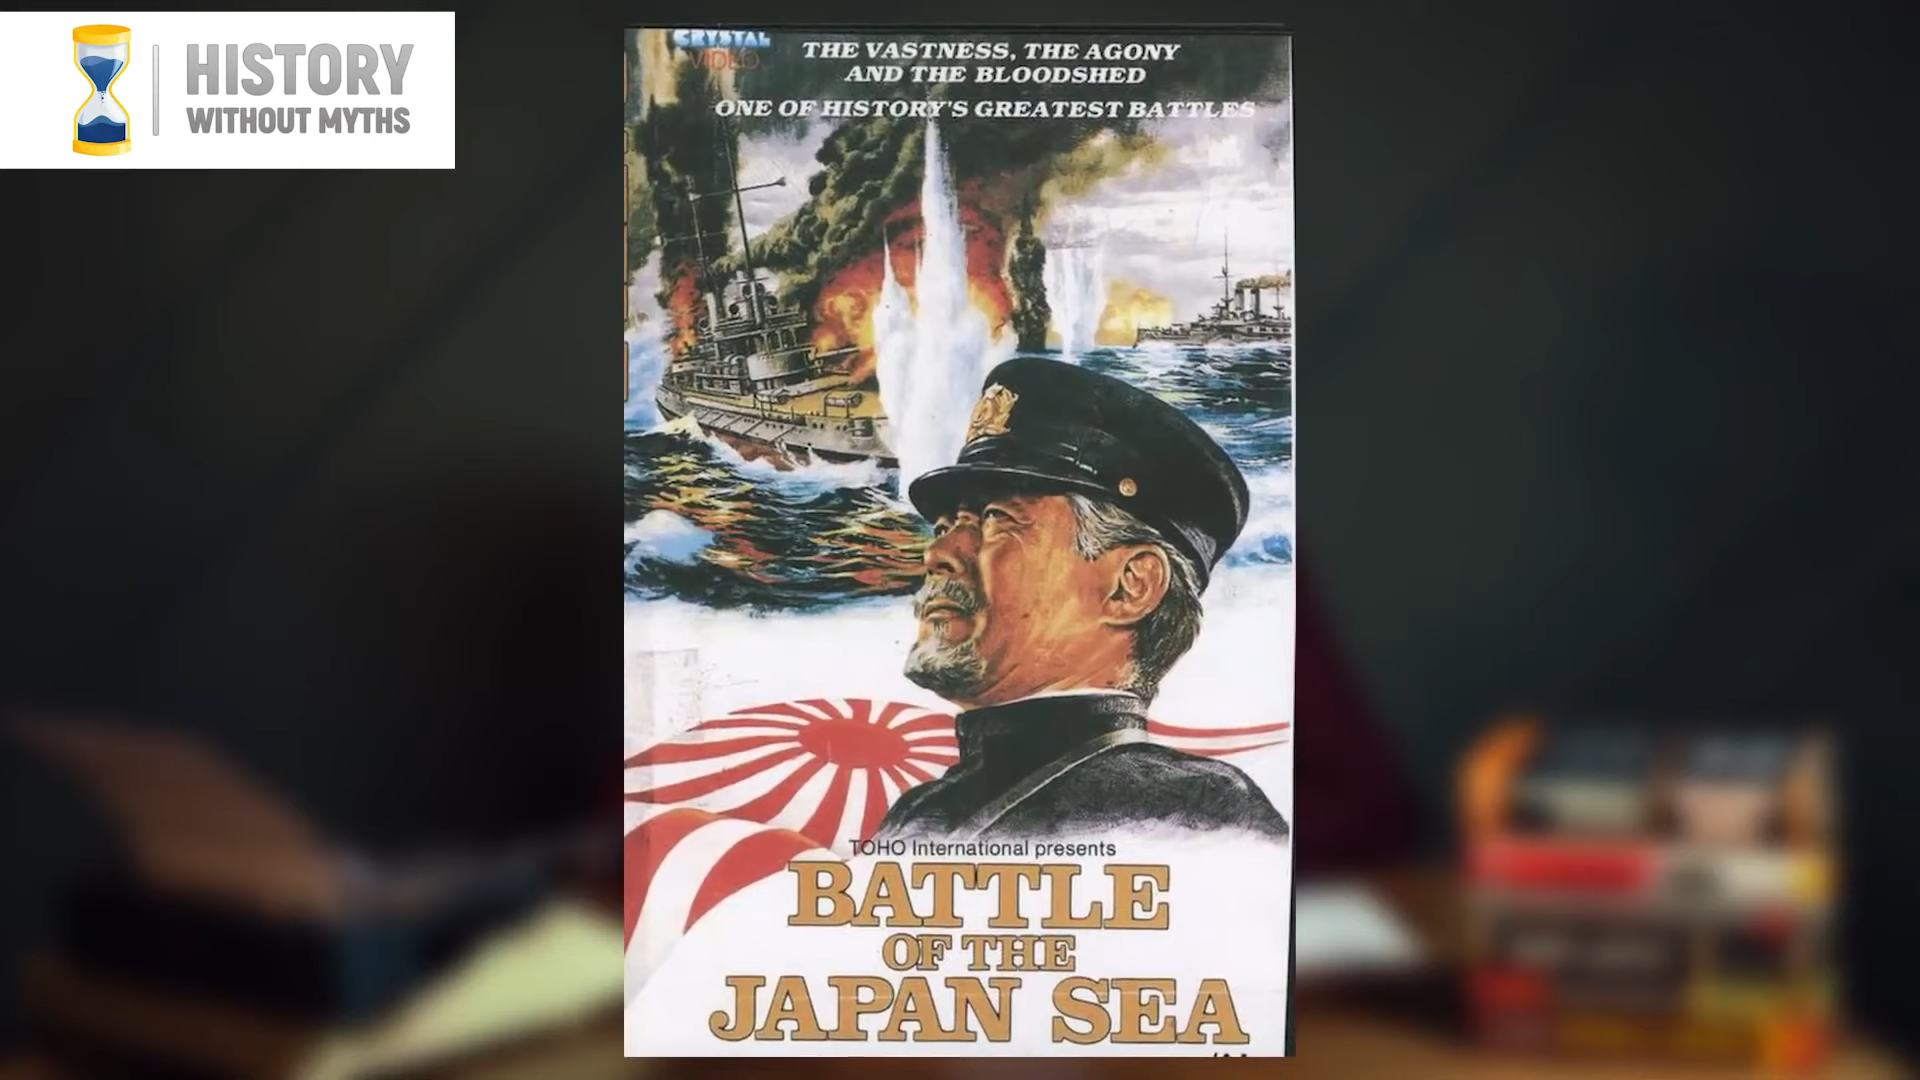 HISTORY
WITHOUT MYTHS
CRYSTAL
VIDEO
THE VASTNESS, THE AGONY
AND THE BLOODSHED
ONE OF HISTORY'S GREATEST BATTLES
TOHO International presents
BATTLE
OF THE
JAPAN SEA